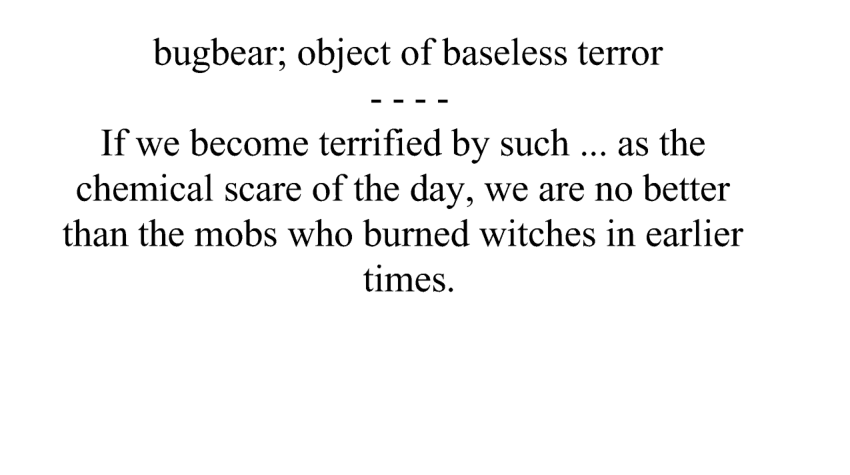 bugbear; object of baseless terror
- - - -
If we become terrified by such ... as the
chemical scare of the day, we are no better
than the mobs who burned witches in earlier
times.